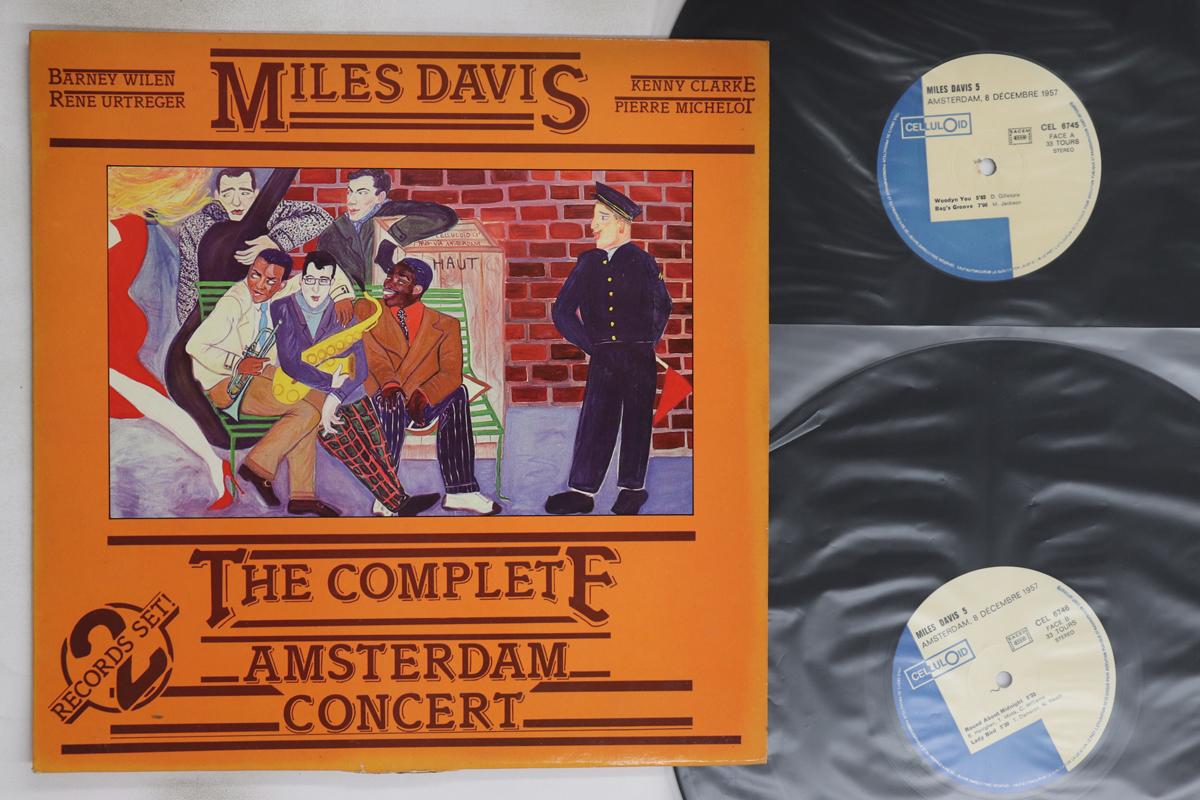 BARNEY WILEN
RENE URTREGER
MILES DAVIS
KENNY CLARKE
PIERRE MICHELOT
HAUT
THE COMPLETE
AMSTERDAM
CONCERT
2
RECORDS SET!
MILES DAVIS 5
AMSTERDAM, 8 DÉCEMBRE 1957
CELLULOID
SACEM
CEL 6745
FACE A
33 TOURS
STEREO
Woodyn You
D. Gillespie
Bag's Groove
M. Jackson
MILES DAVIS 5
AMSTERDAM, 8 DÉCEMBRE 1957
CELLULOID
SACEM
CEL 6746
FACE B
33 TOURS
STEREO
Round About Midnight
Lady Bird